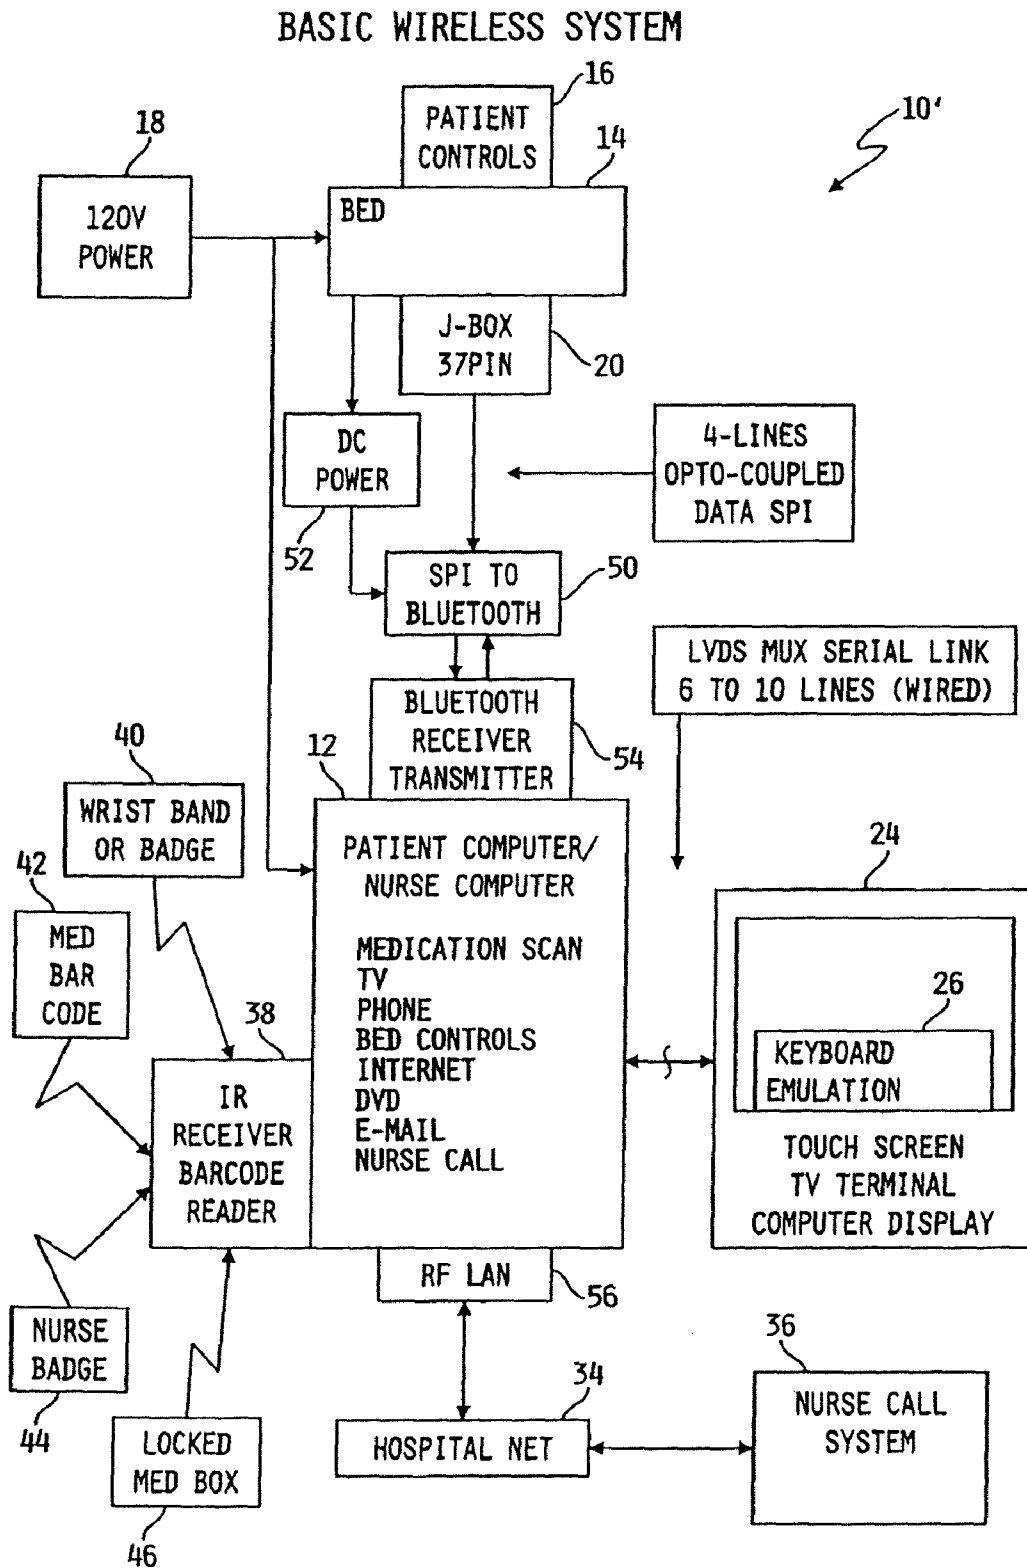 BASIC WIRELESS SYSTEM
16
10'
18
PATIENT
CONTROLS
14
120V
POWER
BED
J-BOX
37PIN
20
DC
POWER
4-LINES
OPTO-COUPLED
DATA SPI
52
SPI TO
BLUETOOTH
50
LVDS MUX SERIAL LINK
6 TO 10 LINES (WIRED)
BLUETOOTH
RECEIVER
TRANSMITTER
54
40
12
WRIST BAND
OR BADGE
PATIENT COMPUTER/
NURSE COMPUTER
24
42
MED
BAR
CODE
MEDICATION SCAN
TV
PHONE
BED CONTROLS
INTERNET
DVD
E-MAIL
NURSE CALL
26
KEYBOARD
EMULATION
38
IR
RECEIVER
BARCODE
READER
TOUCH SCREEN
TV TERMINAL
COMPUTER DISPLAY
RF LAN
56
NURSE
BADGE
44
36
34
LOCKED
MED BOX
46
HOSPITAL NET
NURSE CALL
SYSTEM